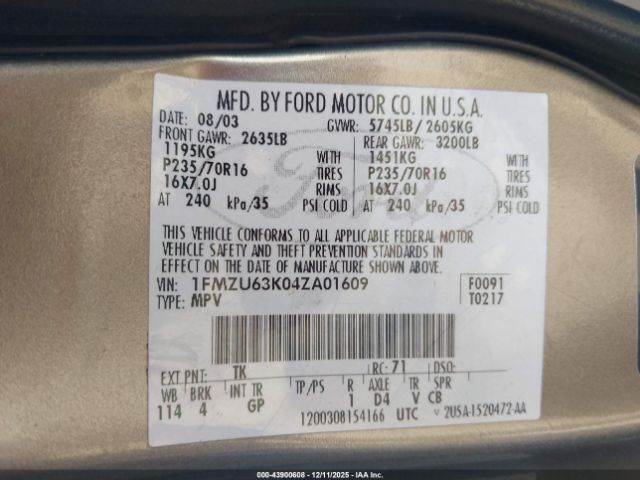 MFD. BY FORD MOTOR CO. IN U.S.A.
DATE: 08/03 GVWR: 5745LB/ 2605KG
FRONT GAWR: 2635LB REAR GAWR: 3200LB
1195KG WITH 1451KG WITH
P235/70R16 TIRES P235/70R16 TIRES
16X7.0J RIMS 16X7.0J RIMS
AT 240 kPa/35 PSI COLD AT 240 kPa/35 PSI COLD
THIS VEHICLE CONFORMS TO ALL APPLICABLE FEDERAL MOTOR
VEHICLE SAFETY AND THEFT PREVENTION STANDARDS IN
EFFECT ON THE DATE OF MANUFACTURE SHOWN ABOVE.
VIN: 1FMZU63K04ZA01609 F0091
TYPE: MPV T0217
EXT PNT: TK RC: 71 DSO:
WB BRK INT TR TP/PS R AXLE TR SPR
114 4 GP 1 D4 V CB
1200308154166 UTC V 2U5A-1520472-AA
Ford
000-43900608 - 12/11/2025 - IAAI.COM